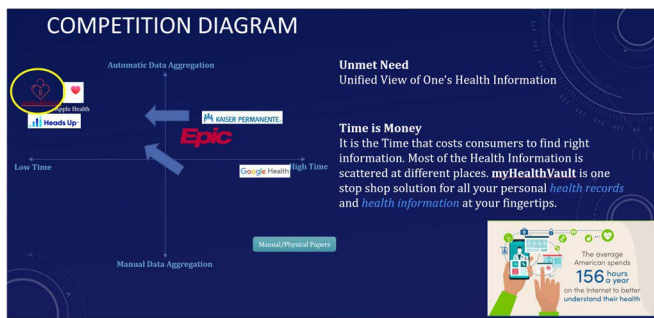 COMPETITION DIAGRAM
Automatic Data Aggregation
Apple Health
Heads Up
KAISER PERMANENTE
Epic
Low Time
High Time
Google Health
Manual/Physical Papers
Manual Data Aggregation
Unmet Need
Unified View of One's Health Information
Time is Money
It is the Time that costs consumers to find right
information. Most of the Health Information is
scattered at different places. myHealthVault is one
stop shop solution for all your personal health records
and health information at your fingertips.
The average
American spends
156 hours
a year
on the Internet to better
understand their health